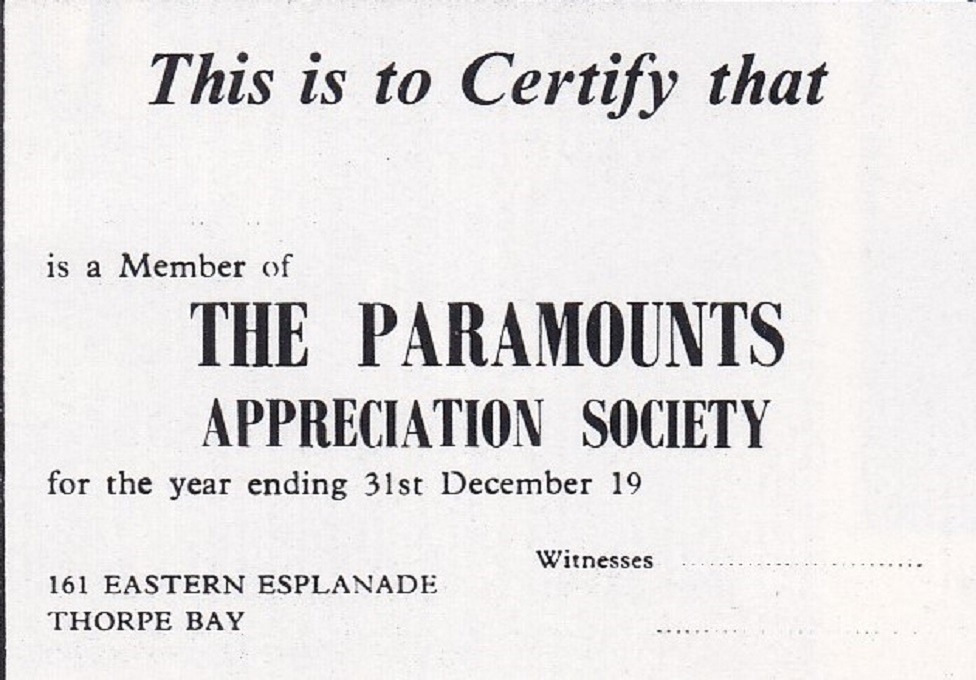 This is to Certify that
is a Member of
THE PARAMOUNTS
APPRECIATION SOCIETY
for the year ending 31st December 19
Witnesses
161 EASTERN ESPLANADE
THORPE BAY